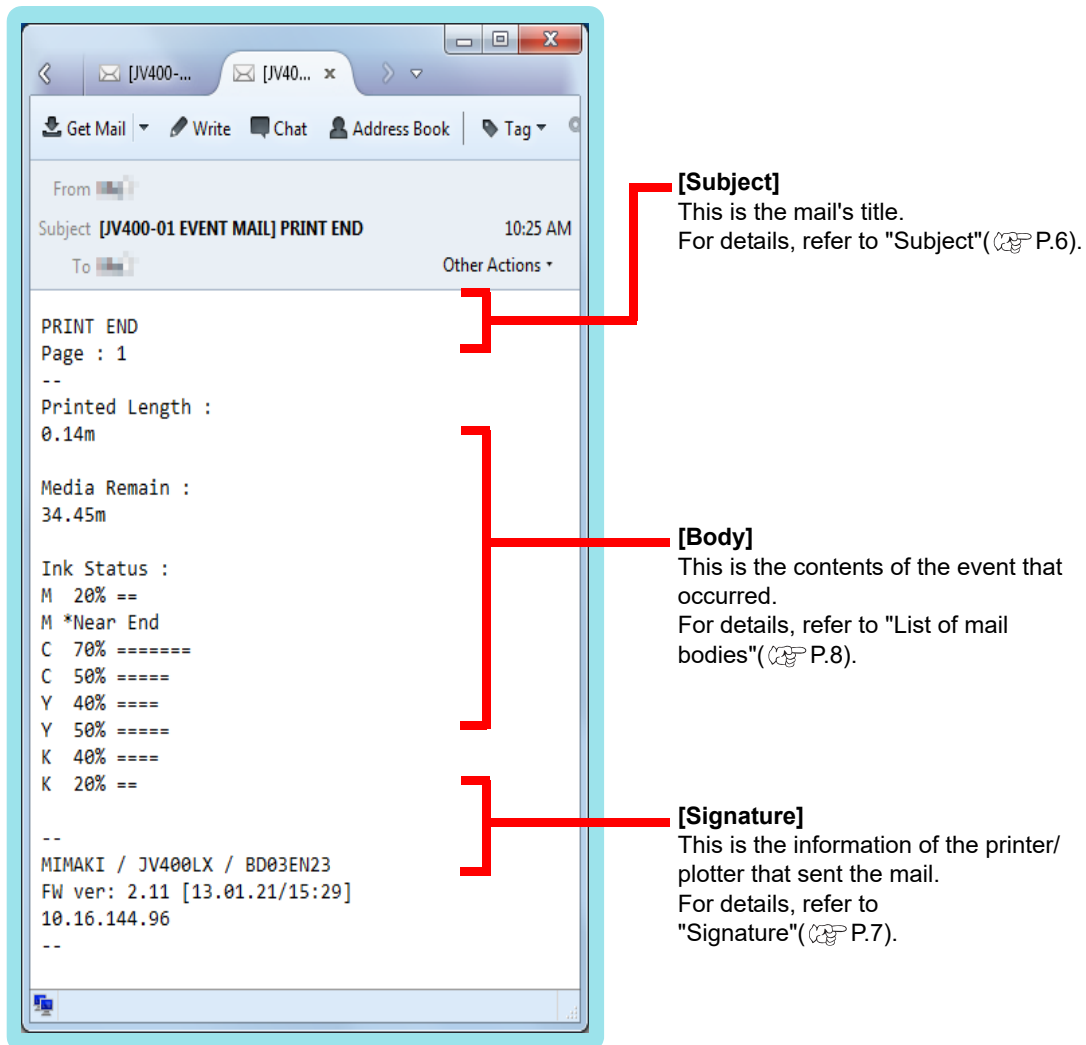 [JV400-...
[JV40...
Get Mail
Write
Chat
Address Book
Tag
From
Subject [JV400-01 EVENT MAIL] PRINT END 10:25 AM
To
Other Actions
PRINT END
Page : 1
--
Printed Length :
0.14m
Media Remain :
34.45m
Ink Status :
M 20% ==
M *Near End
C 70% =======
C 50% =====
Y 40% ====
Y 50% =====
K 40% ====
K 20% ==
--
MIMAKI / JV400LX / BD03EN23
FW ver: 2.11 [13.01.21/15:29]
10.16.144.96
--
[Subject]
This is the mail's title.
For details, refer to "Subject"( P.6).
[Body]
This is the contents of the event that
occurred.
For details, refer to "List of mail
bodies"( P.8).
[Signature]
This is the information of the printer/
plotter that sent the mail.
For details, refer to
"Signature"( P.7).